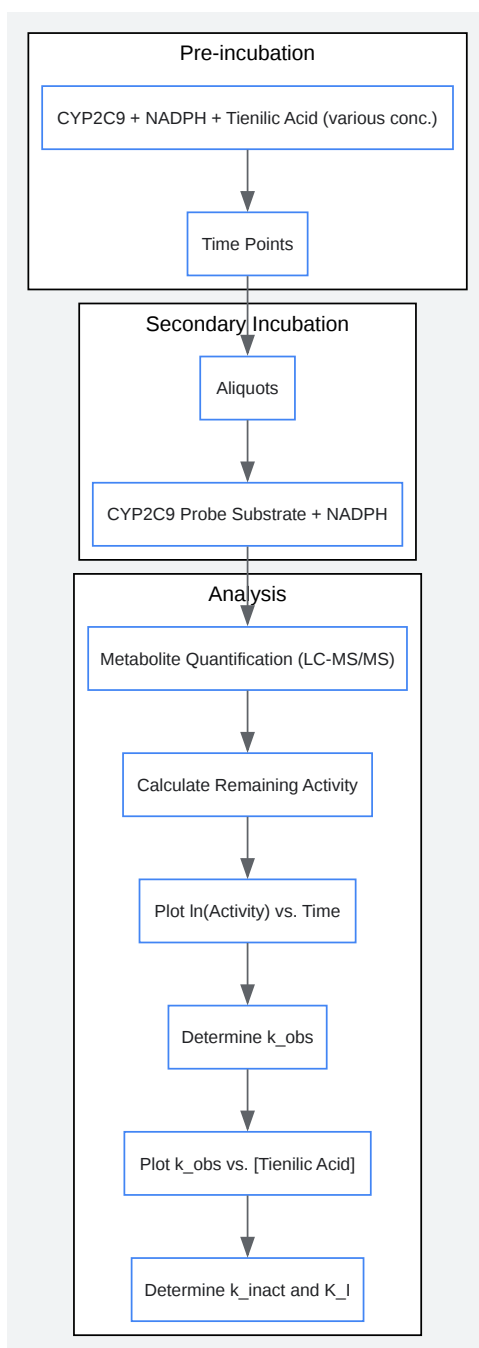 Pre-incubation
CYP2C9 + NADPH + Tienilic Acid (various conc.)
Time Points
Secondary Incubation
Aliquots
CYP2C9 Probe Substrate + NADPH
Analysis
Metabolite Quantification (LC-MS/MS)
Calculate Remaining Activity
Plot ln(Activity) vs. Time
Determine k_obs
Plot k_obs vs. [Tienilic Acid]
Determine k_inact and K_I